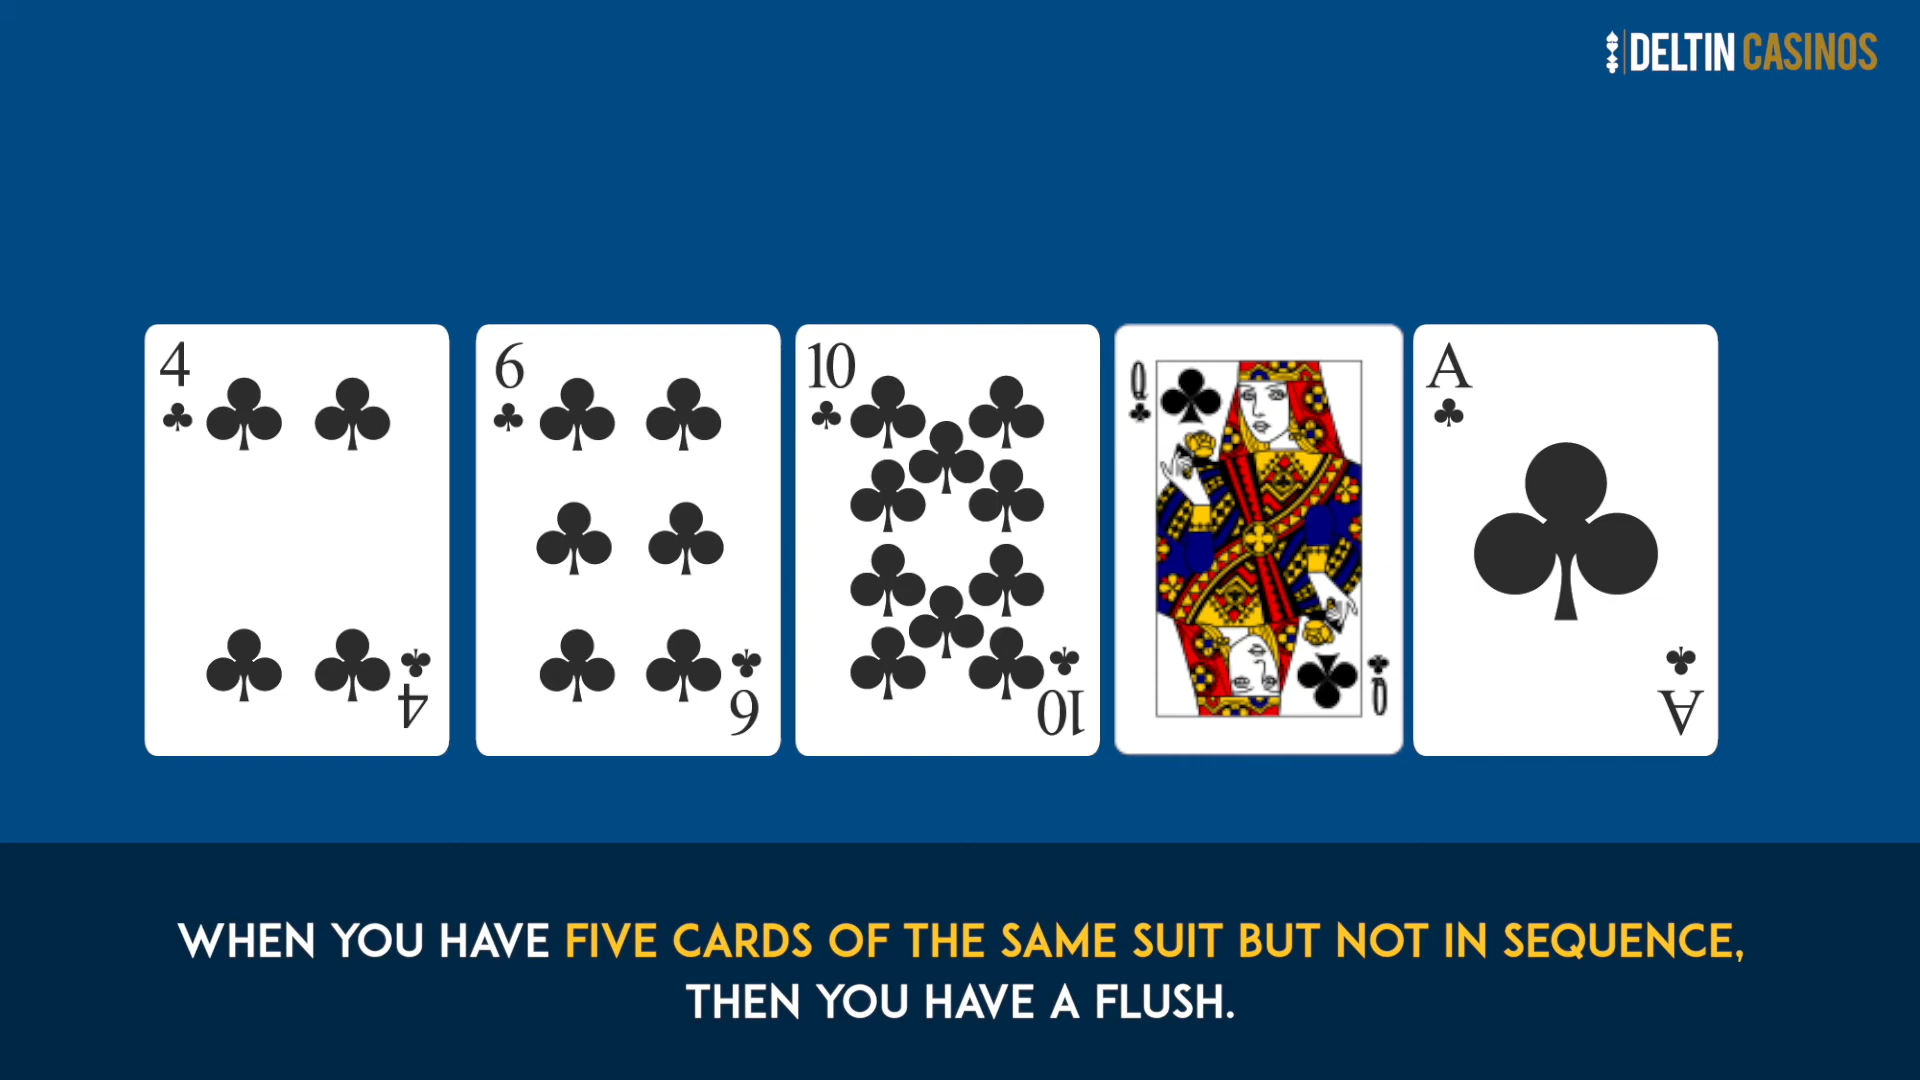 DELTIN CASINOS
4
6
10
Q
A
4
6
10
Q
A
WHEN YOU HAVE FIVE CARDS OF THE SAME SUIT BUT NOT IN SEQUENCE,
THEN YOU HAVE A FLUSH.